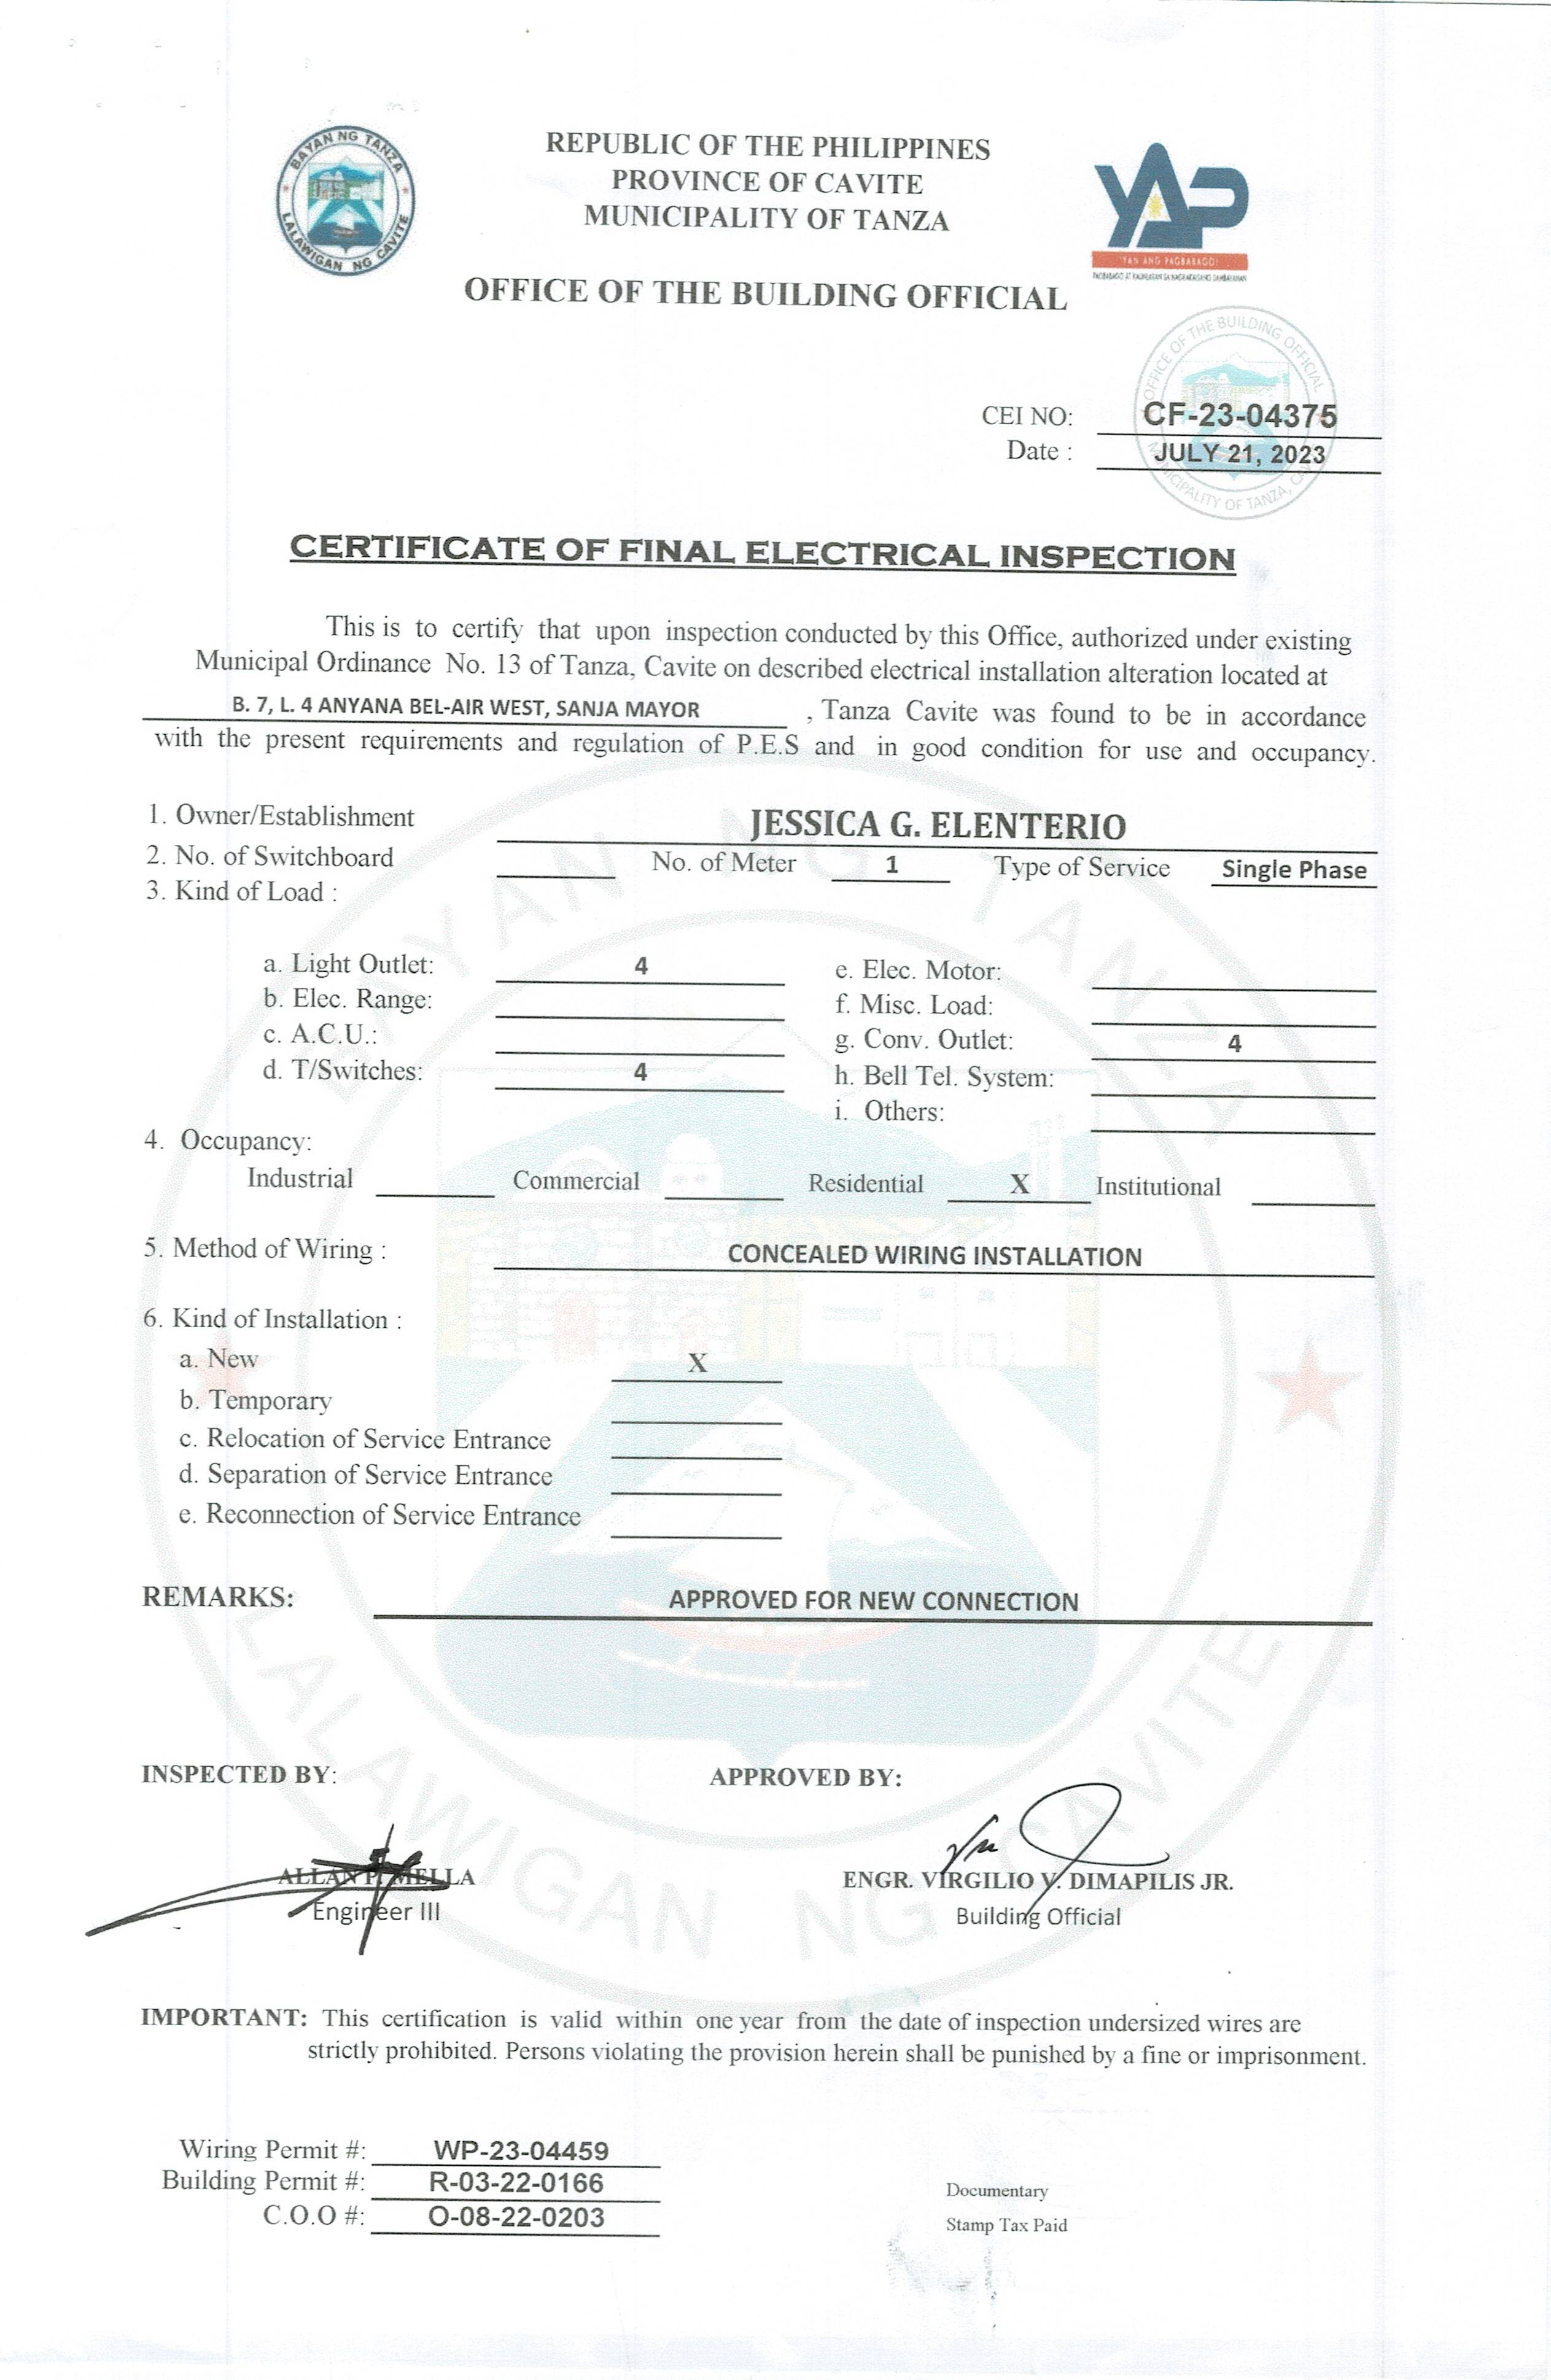 BAYAN NG TANZA
LALAWIGAN NG CAVITE
REPUBLIC OF THE PHILIPPINES
PROVINCE OF CAVITE
MUNICIPALITY OF TANZA
OFFICE OF THE BUILDING OFFICIAL
YAP
YAN ANG PAGBABAGO!
OFFICE OF THE BUILDING OFFICIAL
MUNICIPALITY OF TANZA,
CEI NO: CF-23-04375
Date : JULY 21, 2023
CERTIFICATE OF FINAL ELECTRICAL INSPECTION
This is to certify that upon inspection conducted by this Office, authorized under existing
Municipal Ordinance No. 13 of Tanza, Cavite on described electrical installation alteration located at
B. 7, L. 4 ANYANA BEL-AIR WEST, SANJA MAYOR , Tanza Cavite was found to be in accordance
with the present requirements and regulation of P.E.S and in good condition for use and occupancy.
1. Owner/Establishment JESSICA G. ELENTERIO
2. No. of Switchboard No. of Meter 1 Type of Service Single Phase
3. Kind of Load :
a. Light Outlet: 4 e. Elec. Motor:
b. Elec. Range: f. Misc. Load:
c. A.C.U.: g. Conv. Outlet: 4
d. T/Switches: 4 h. Bell Tel. System:
i. Others:
4. Occupancy:
Industrial Commercial Residential X Institutional
5. Method of Wiring : CONCEALED WIRING INSTALLATION
6. Kind of Installation :
a. New X
b. Temporary
c. Relocation of Service Entrance
d. Separation of Service Entrance
e. Reconnection of Service Entrance
REMARKS: APPROVED FOR NEW CONNECTION
BAYAN NG TANZA
LALAWIGAN NG CAVITE
INSPECTED BY: APPROVED BY:
ALLAN P. MELLA ENGR. VIRGILIO V. DIMAPILIS JR.
Engineer III Building Official
IMPORTANT: This certification is valid within one year from the date of inspection undersized wires are
strictly prohibited. Persons violating the provision herein shall be punished by a fine or imprisonment.
Wiring Permit #: WP-23-04459
Building Permit #: R-03-22-0166
C.O.O #: O-08-22-0203
Documentary
Stamp Tax Paid